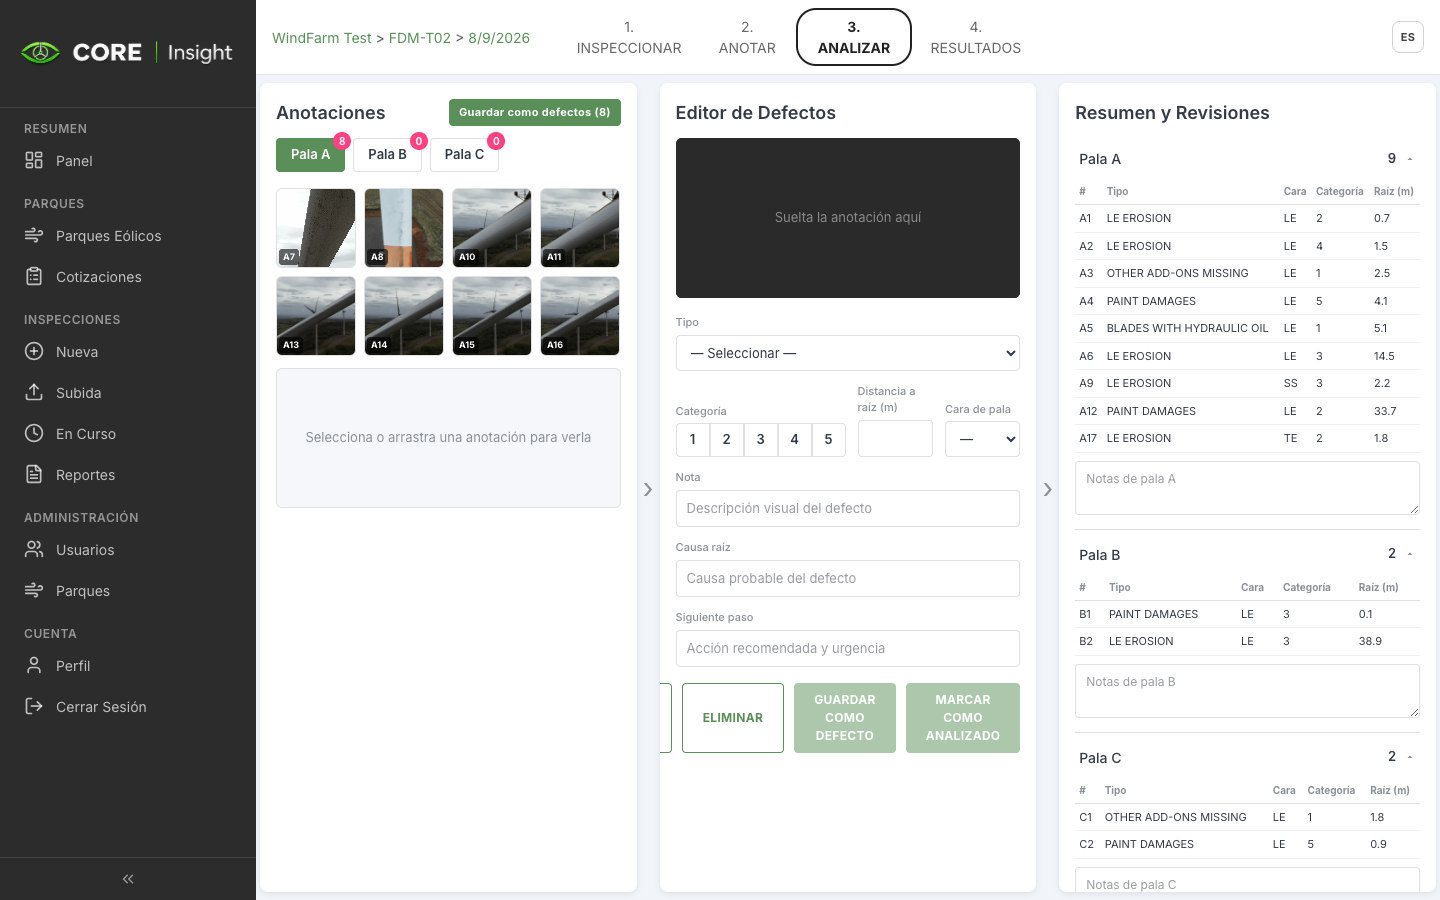 CORE | Insight
RESUMEN
Panel
PARQUES
Parques Eólicos
Cotizaciones
INSPECCIONES
Nueva
Subida
En Curso
Reportes
ADMINISTRACIÓN
Usuarios
Parques
CUENTA
Perfil
Cerrar Sesión
WindFarm Test > FDM-T02 > 8/9/2026
1.
INSPECCIONAR
2.
ANOTAR
3.
ANALIZAR
4.
RESULTADOS
ES
Anotaciones
Guardar como defectos (8)
Pala A 8
Pala B 0
Pala C 0
A7
A8
A10
A11
A13
A14
A15
A16
Selecciona o arrastra una anotación para verla
Editor de Defectos
Suelta la anotación aquí
Tipo
— Seleccionar —
Categoría
1 2 3 4 5
Distancia a
raíz (m)
Cara de pala
—
Nota
Descripción visual del defecto
Causa raíz
Causa probable del defecto
Siguiente paso
Acción recomendada y urgencia
ELIMINAR
GUARDAR
COMO
DEFECTO
MARCAR
COMO
ANALIZADO
Resumen y Revisiones
Pala A 9
# Tipo Cara Categoría Raíz (m)
A1 LE EROSION LE 2 0.7
A2 LE EROSION LE 4 1.5
A3 OTHER ADD-ONS MISSING LE 1 2.5
A4 PAINT DAMAGES LE 5 4.1
A5 BLADES WITH HYDRAULIC OIL LE 1 5.1
A6 LE EROSION LE 3 14.5
A9 LE EROSION SS 3 2.2
A12 PAINT DAMAGES LE 2 33.7
A17 LE EROSION TE 2 1.8
Notas de pala A
Pala B 2
# Tipo Cara Categoría Raíz (m)
B1 PAINT DAMAGES LE 3 0.1
B2 LE EROSION LE 3 38.9
Notas de pala B
Pala C 2
# Tipo Cara Categoría Raíz (m)
C1 OTHER ADD-ONS MISSING LE 1 1.8
C2 PAINT DAMAGES LE 5 0.9
Notas de pala C